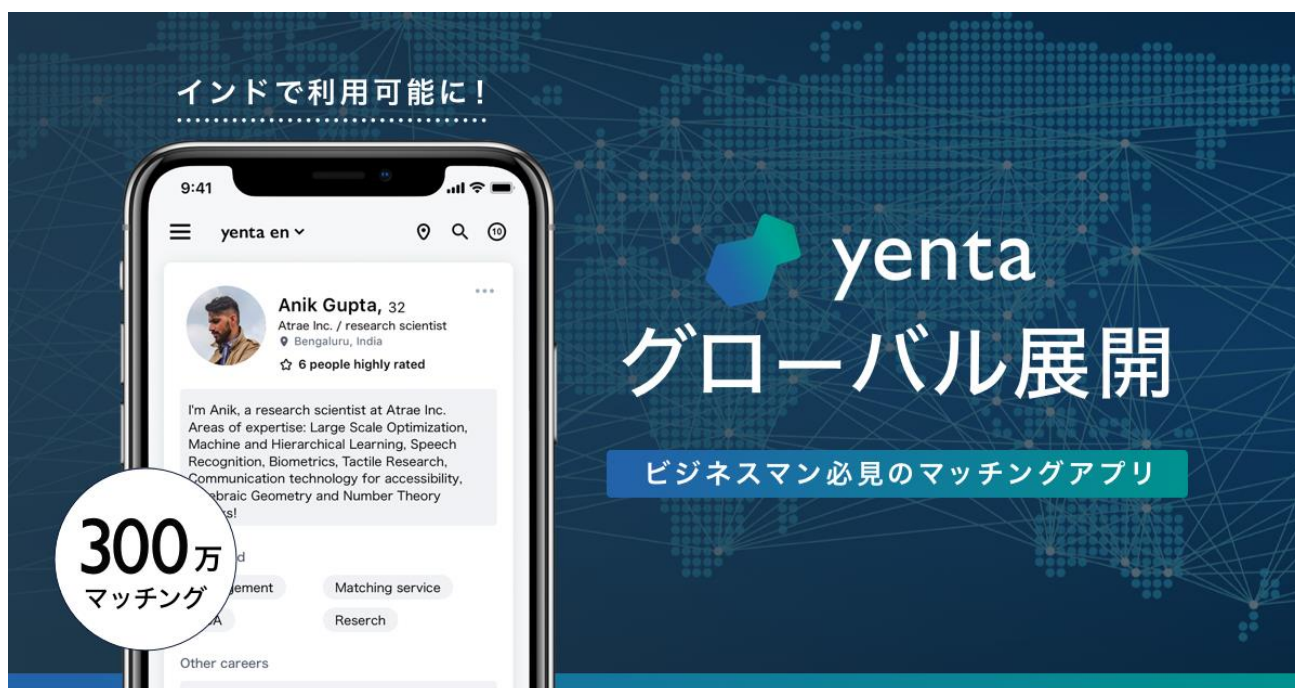 インドで利用可能に！
9:41
yenta en
10
Anik Gupta, 32
Atrae Inc. / research scientist
Bengaluru, India
6 people highly rated
I'm Anik, a research scientist at Atrae Inc.
Areas of expertise: Large Scale Optimization,
Machine and Hierarchical Learning, Speech
Recognition, Biometrics, Tactile Research,
Communication technology for accessibility,
Geometry and Number Theory
Matching service
Reserch
Other careers
300万
マッチング
yenta
グローバル展開
ビジネスマン必見のマッチングアプリ